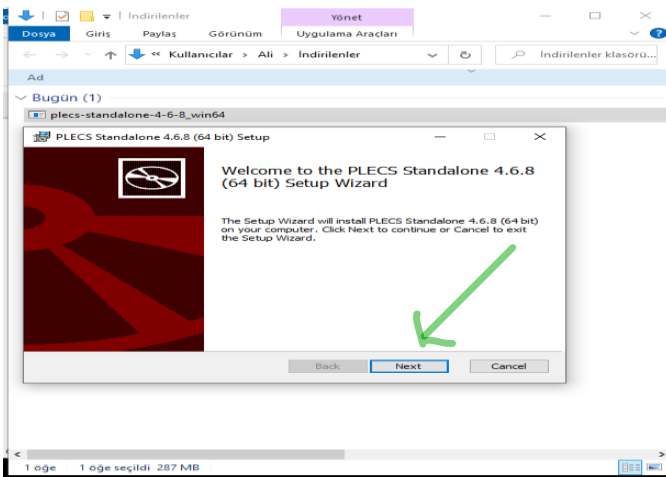 İndirilenler
Yönet
Dosya
Giriş
Paylaş
Görünüm
Uygulama Araçları
« Kullanıcılar > Ali > İndirilenler
İndirilenler klasörü...
Ad
Bugün (1)
plecs-standalone-4-6-8_win64
PLECS Standalone 4.6.8 (64 bit) Setup
Welcome to the PLECS Standalone 4.6.8
(64 bit) Setup Wizard
The Setup Wizard will install PLECS Standalone 4.6.8 (64 bit)
on your computer. Click Next to continue or Cancel to exit
the Setup Wizard.
Back
Next
Cancel
1 öğe
1 öğe seçildi 287 MB